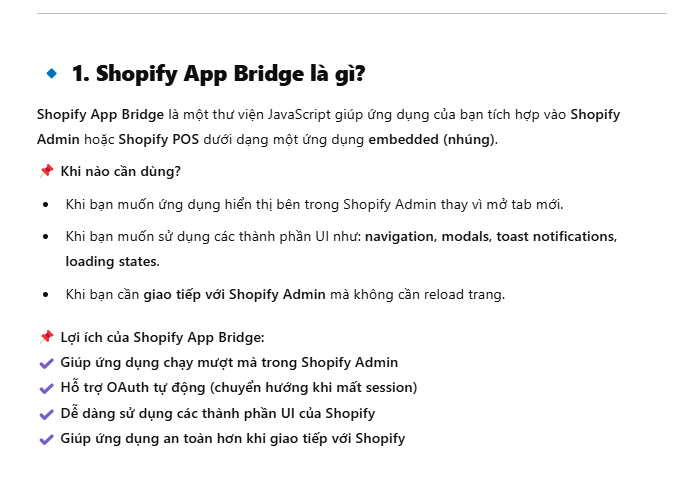 1. Shopify App Bridge là gì?
Shopify App Bridge là một thư viện JavaScript giúp ứng dụng của bạn tích hợp vào Shopify
Admin hoặc Shopify POS dưới dạng một ứng dụng embedded (nhúng).
📌 Khi nào cần dùng?
• Khi bạn muốn ứng dụng hiển thị bên trong Shopify Admin thay vì mở tab mới.
• Khi bạn muốn sử dụng các thành phần UI như: navigation, modals, toast notifications,
loading states.
• Khi bạn cần giao tiếp với Shopify Admin mà không cần reload trang.
📌 Lợi ích của Shopify App Bridge:
✔ Giúp ứng dụng chạy mượt mà trong Shopify Admin
✔ Hỗ trợ OAuth tự động (chuyển hướng khi mất session)
✔ Dễ dàng sử dụng các thành phần UI của Shopify
✔ Giúp ứng dụng an toàn hơn khi giao tiếp với Shopify